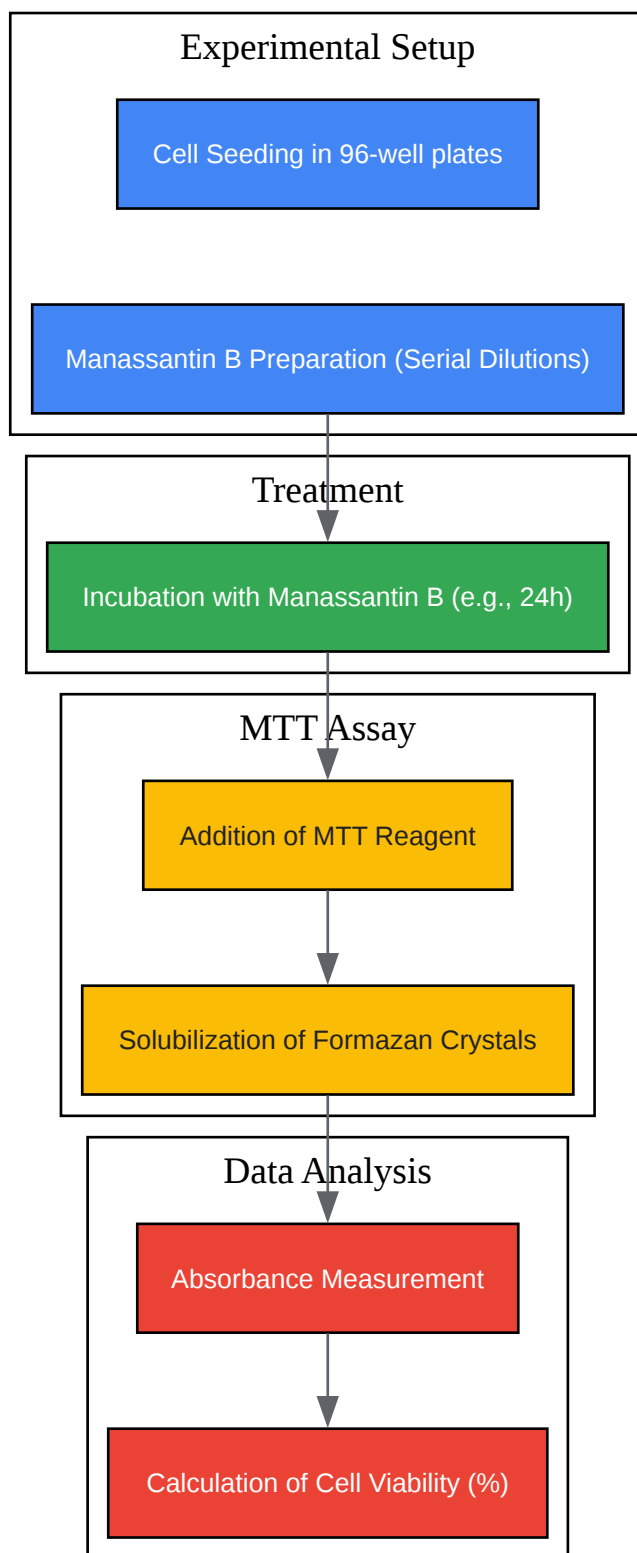 Experimental Setup
Cell Seeding in 96-well plates
Manassantin B Preparation (Serial Dilutions)
Treatment
Incubation with Manassantin B (e.g., 24h)
MTT Assay
Addition of MTT Reagent
Solubilization of Formazan Crystals
Data Analysis
Absorbance Measurement
Calculation of Cell Viability (%)